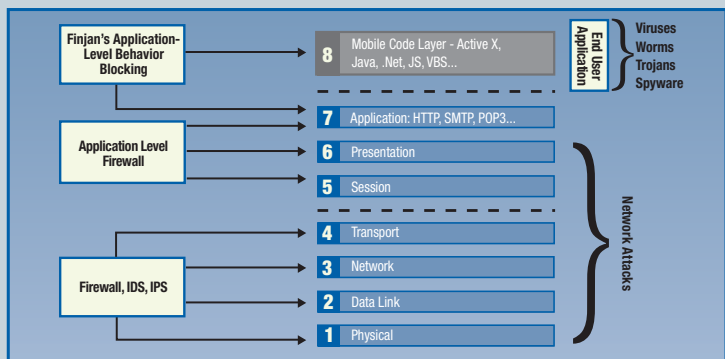 Finjan's Application-
Level Behavior
Blocking
8 Mobile Code Layer - Active X,
Java, .Net, JS, VBS...
End User
Application
Viruses
Worms
Trojans
Spyware
7 Application: HTTP, SMTP, POP3...
Application Level
Firewall
6 Presentation
5 Session
Network Attacks
4 Transport
Firewall, IDS, IPS
3 Network
2 Data Link
1 Physical